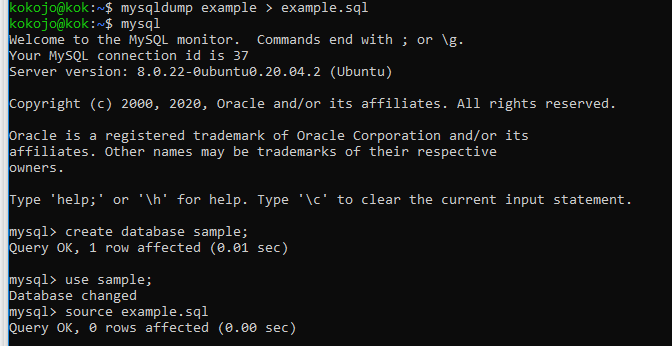 kokojo@kok:~$ mysqldump example > example.sql
kokojo@kok:~$ mysql
Welcome to the MySQL monitor.  Commands end with ; or \g.
Your MySQL connection id is 37
Server version: 8.0.22-0ubuntu0.20.04.2 (Ubuntu)
Copyright (c) 2000, 2020, Oracle and/or its affiliates. All rights reserved.
Oracle is a registered trademark of Oracle Corporation and/or its
affiliates. Other names may be trademarks of their respective
owners.
Type 'help;' or '\h' for help. Type '\c' to clear the current input statement.
mysql> create database sample;
Query OK, 1 row affected (0.01 sec)
mysql> use sample;
Database changed
mysql> source example.sql
Query OK, 0 rows affected (0.00 sec)